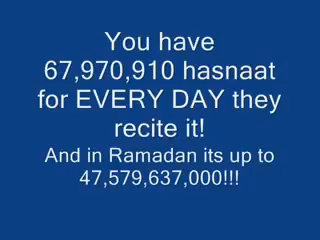 You have
67,970,910 hasnaat
for EVERY DAY they
recite it!
And in Ramadan its up to
47,579,637,000!!!